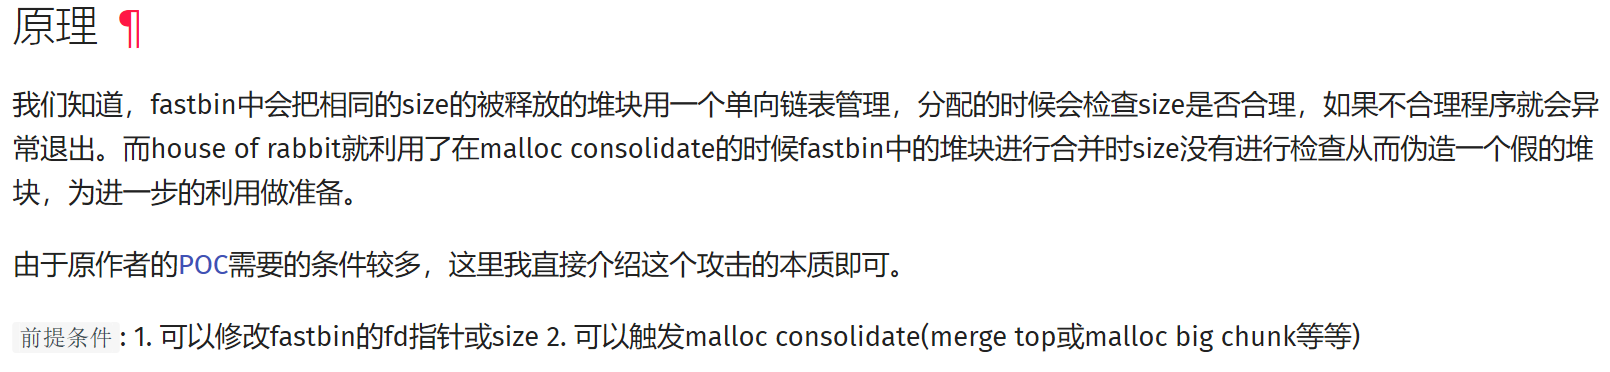 原理 ¶
我们知道，fastbin中会把相同的size的被释放的堆块用一个单向链表管理，分配的时候会检查size是否合理，如果不合理程序就会异
常退出。而house of rabbit就利用了在malloc consolidate的时候fastbin中的堆块进行合并时size没有进行检查从而伪造一个假的堆
块，为进一步的利用做准备。
由于原作者的POC需要的条件较多，这里我直接介绍这个攻击的本质即可。
前提条件: 1. 可以修改fastbin的fd指针或size 2. 可以触发malloc consolidate(merge top或malloc big chunk等等)